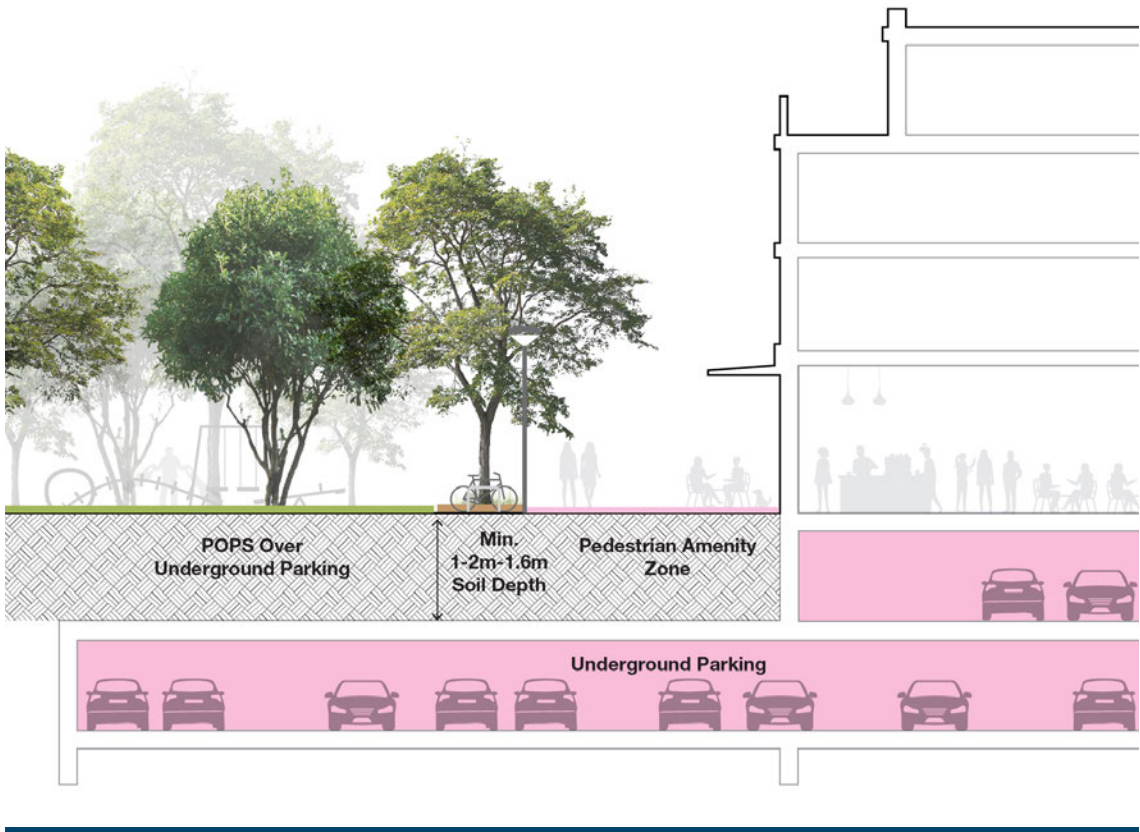 POPS Over
Underground Parking
Min.
1-2m-1.6m
Soil Depth
Pedestrian Amenity
Zone
Underground Parking